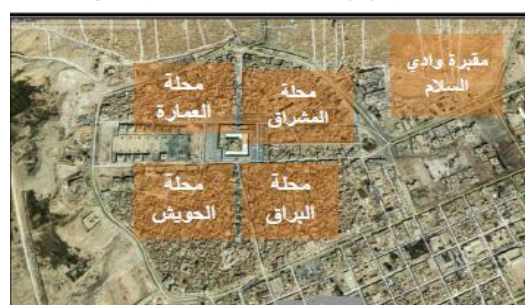 مقبرة وادي
السلام
محلة
المشراق
محلة
العمارة
محلة
البراق
محلة
الحويش